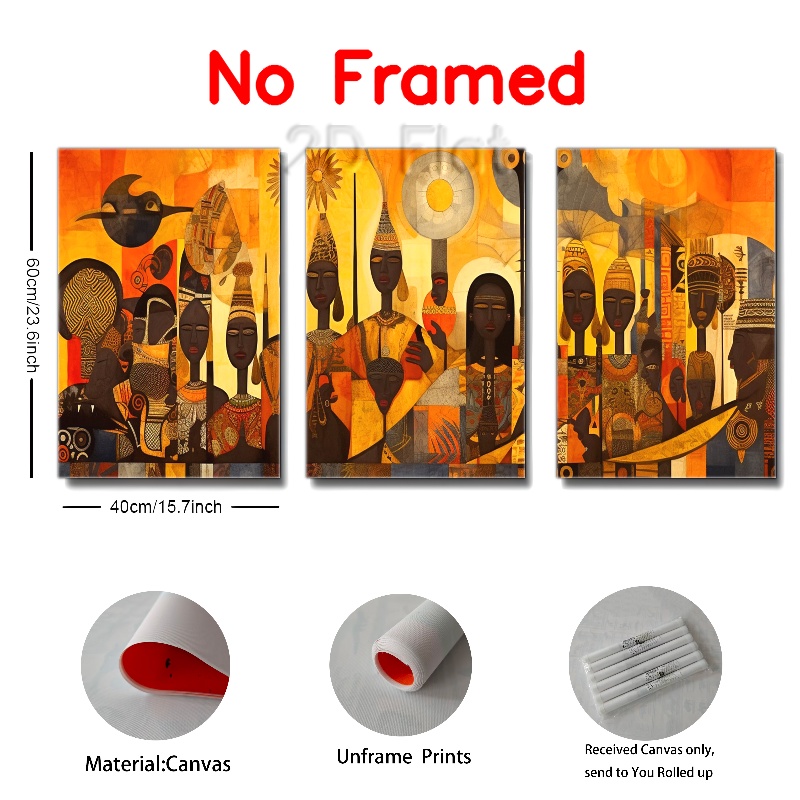 No Framed
2D Flat
60cm/23.6inch
40cm/15.7inch
Material:Canvas
Unframe Prints
Received Canvas only,
send to You Rolled up